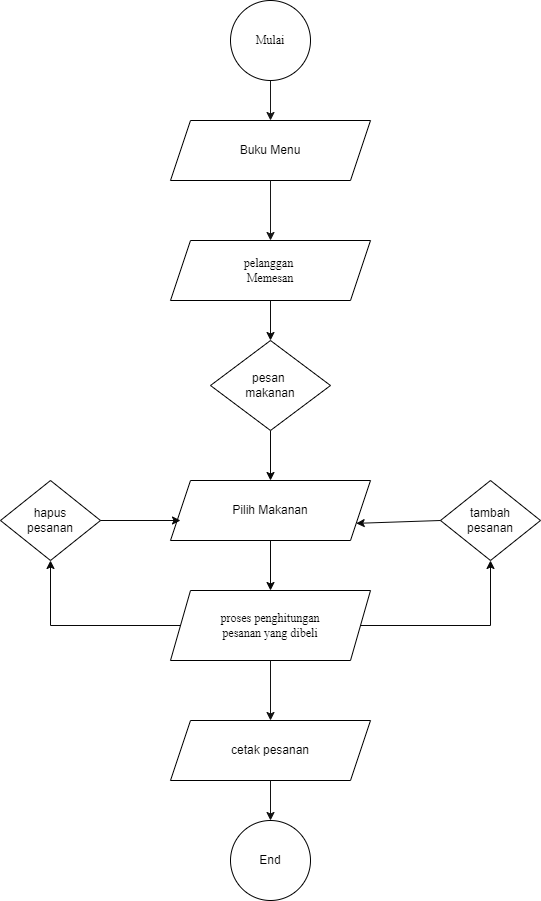 Mulai
Buku Menu
pelanggan
Memesan
pesan
makanan
hapus
pesanan
Pilih Makanan
tambah
pesanan
proses penghitungan
pesanan yang dibeli
cetak pesanan
End